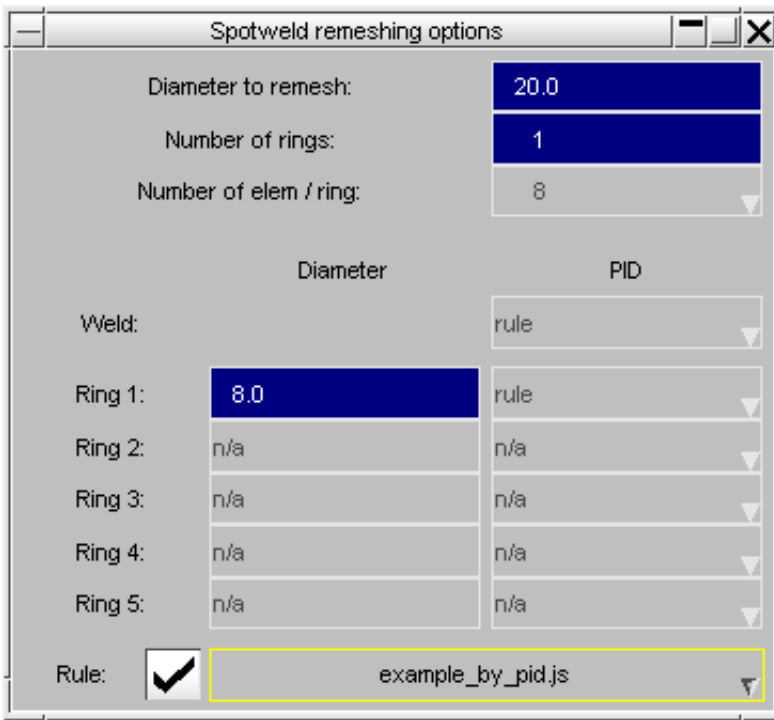 Spotweld remeshing options
Diameter to remesh: 20.0
Number of rings: 1
Number of elem / ring: 8
Diameter PID
Weld: rule
Ring 1: 8.0 rule
Ring 2: n/a n/a
Ring 3: n/a n/a
Ring 4: n/a n/a
Ring 5: n/a n/a
Rule: example_by_pid.js